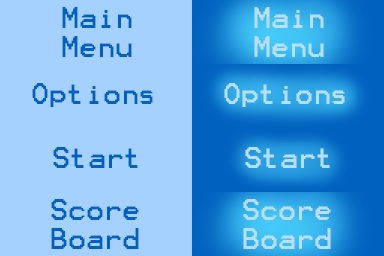 Main Main
Menu Menu
Options Options
Start Start
Score Score
Board Board